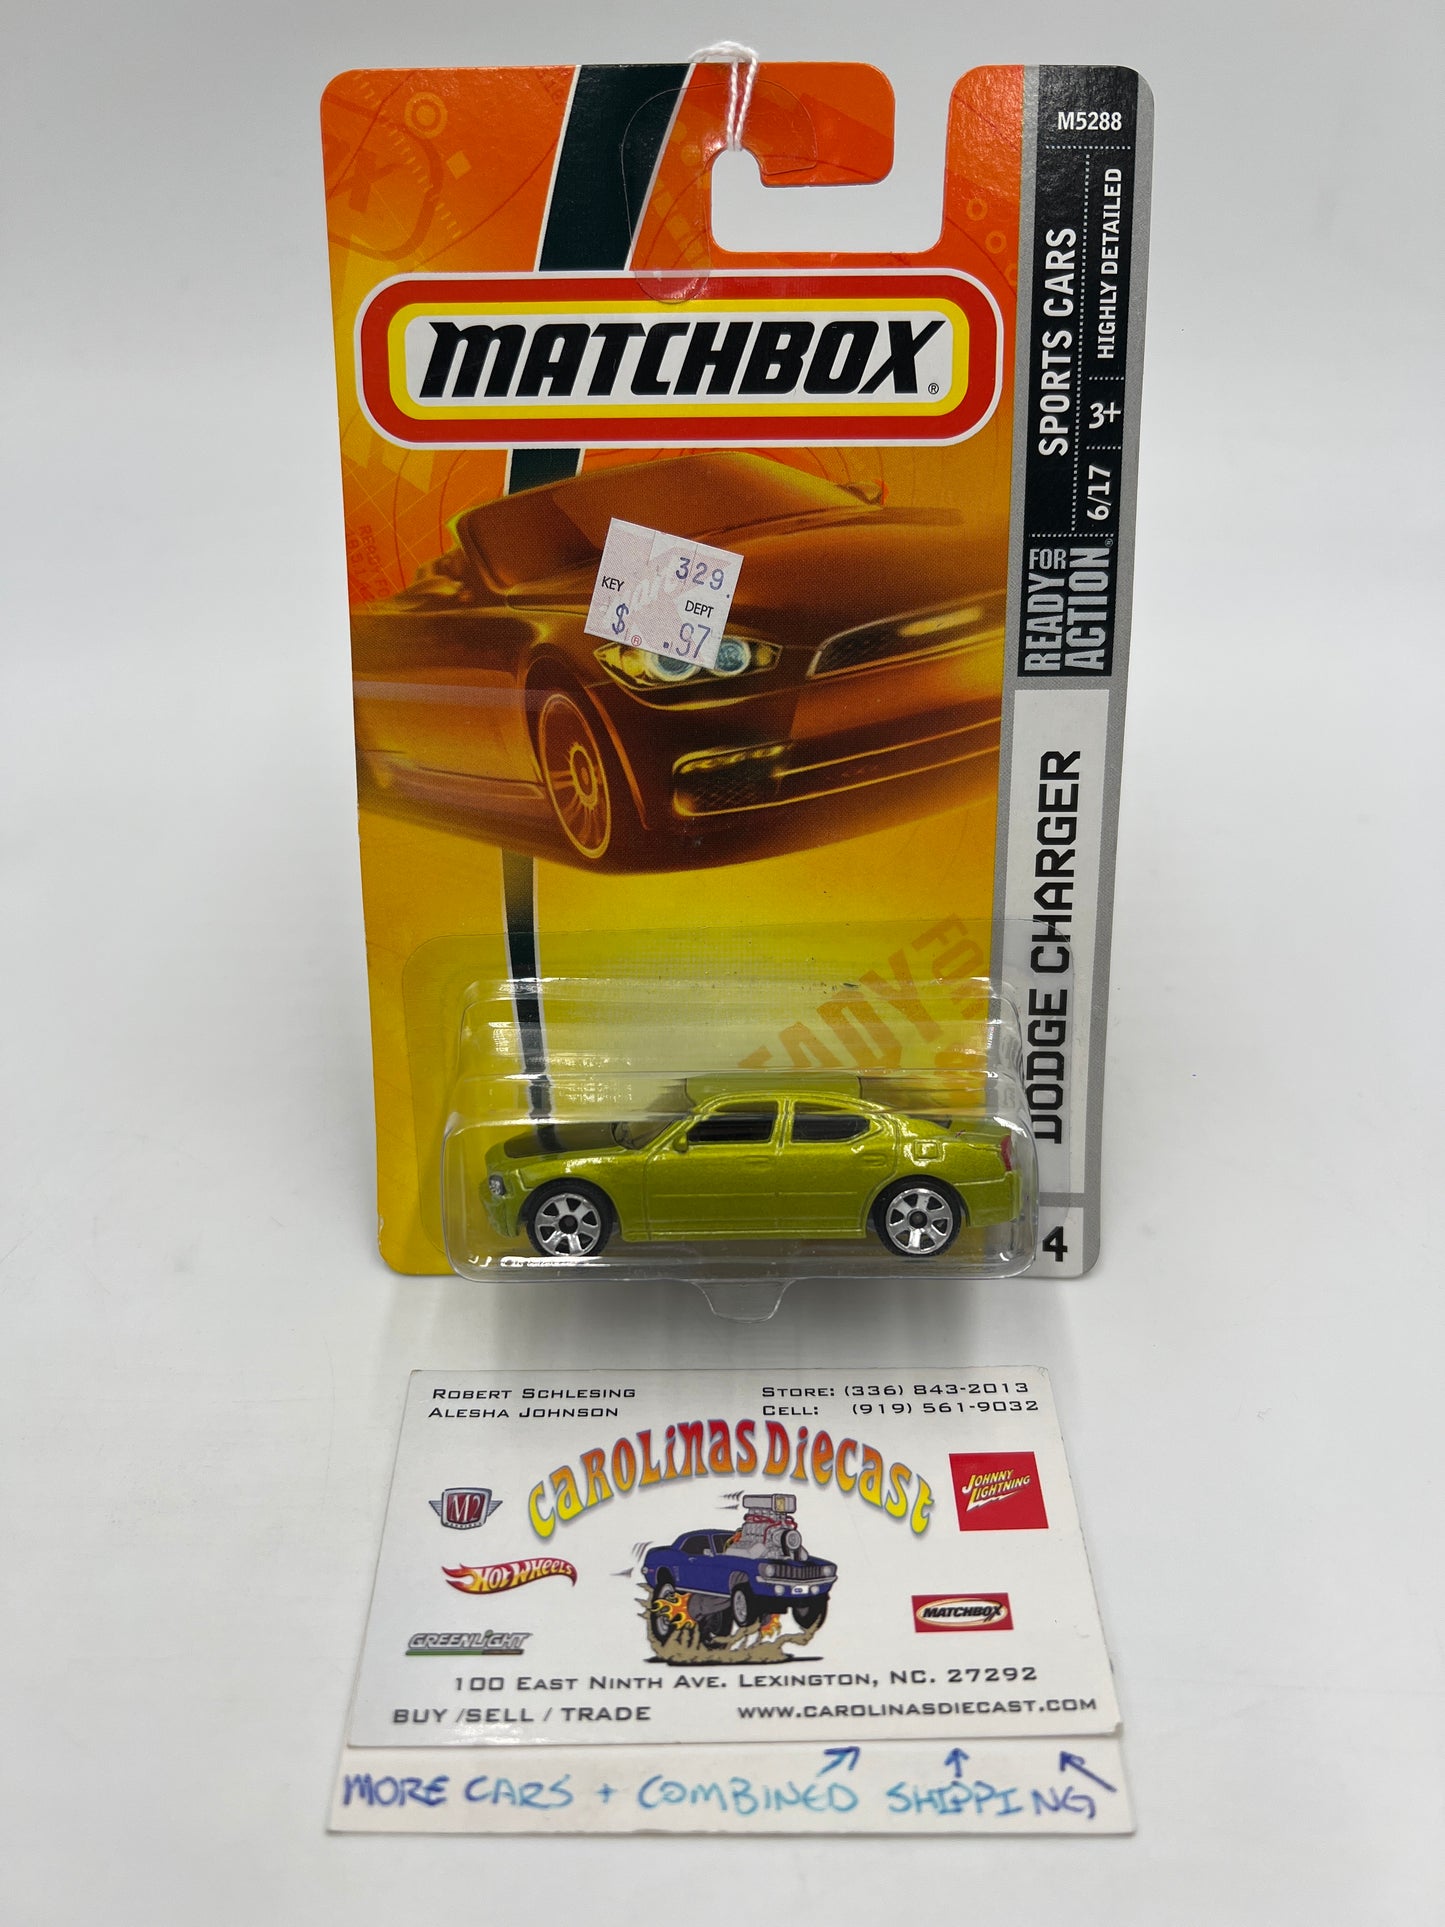 M5288
SPORTS CARS
HIGHLY DETAILED
6/17 3+
READY FOR ACTION®
MATCHBOX®
329.
KEY DEPT
$ ® .97
READY FOR
DODGE CHARGER
4
ROBERT SCHLESING
ALESHA JOHNSON
STORE: (336) 843-2013
CELL: (919) 561-9032
CAROLINAS DIECAST
M2
JOHNNY LIGHTNING
HOT WHEELS
MATCHBOX
GREENLIGHT
CD
100 EAST NINTH AVE. LEXINGTON, NC. 27292
BUY /SELL / TRADE
WWW.CAROLINASDIECAST.COM
MORE CARS + COMBINED SHIPPING